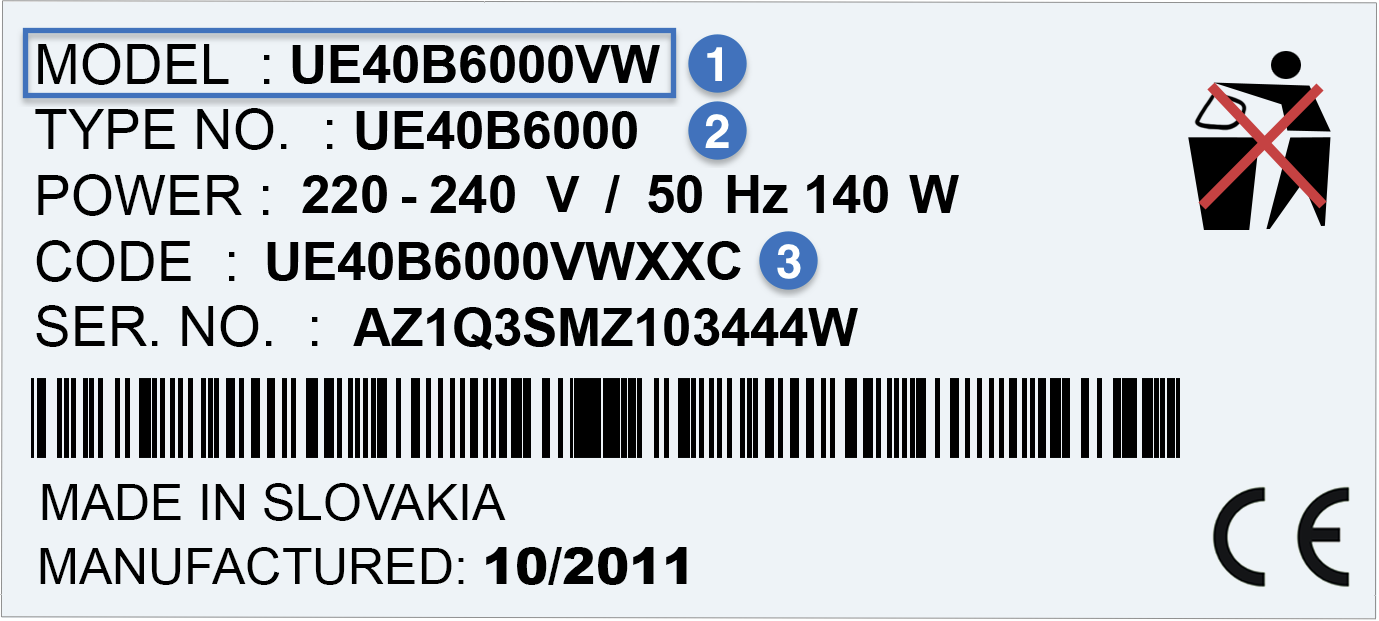 MODEL : UE40B6000VW 1
TYPE NO. : UE40B6000 2
POWER : 220 - 240 V / 50 Hz 140 W
CODE : UE40B6000VWXXC 3
SER. NO. : AZ1Q3SMZ103444W
MADE IN SLOVAKIA
MANUFACTURED: 10/2011
CE